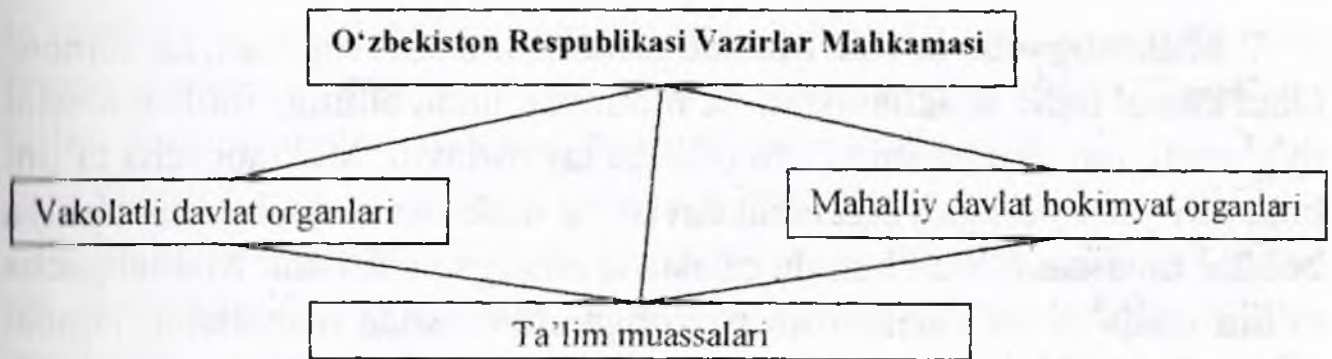 O‘zbekiston Respublikasi Vazirlar Mahkamasi
Vakolatli davlat organlari
Mahalliy davlat hokimyat organlari
Ta’lim muassalari